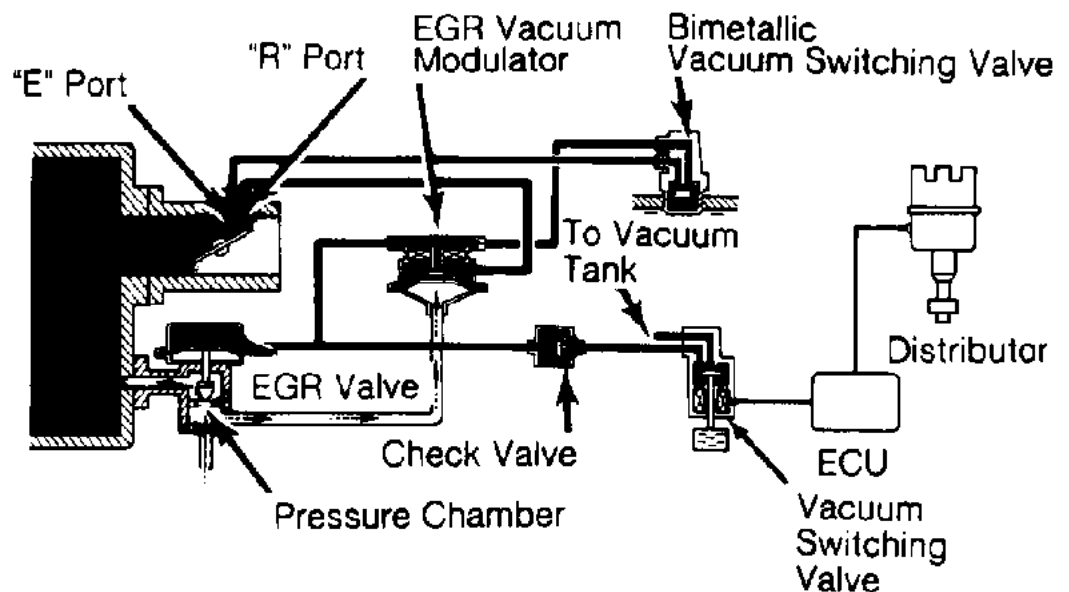 EGR Vacuum
Modulator
Bimetallic
Vacuum Switching Valve
"R" Port
"E" Port
To Vacuum
Tank
Distributor
EGR Valve
Check Valve
ECU
Pressure Chamber
Vacuum
Switching
Valve